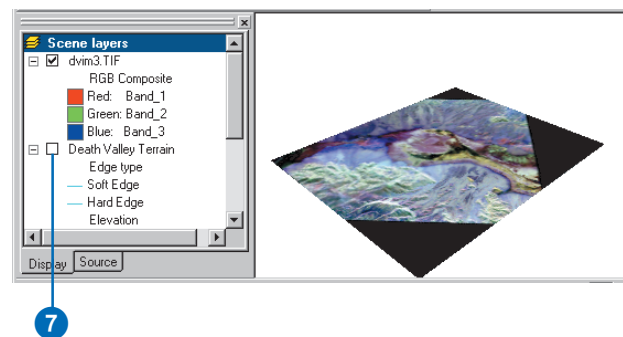 Scene layers
dvim3.TIF
RGB Composite
Red: Band_1
Green: Band_2
Blue: Band_3
Death Valley Terrain
Edge type
Soft Edge
Hard Edge
Elevation
Display Source
7